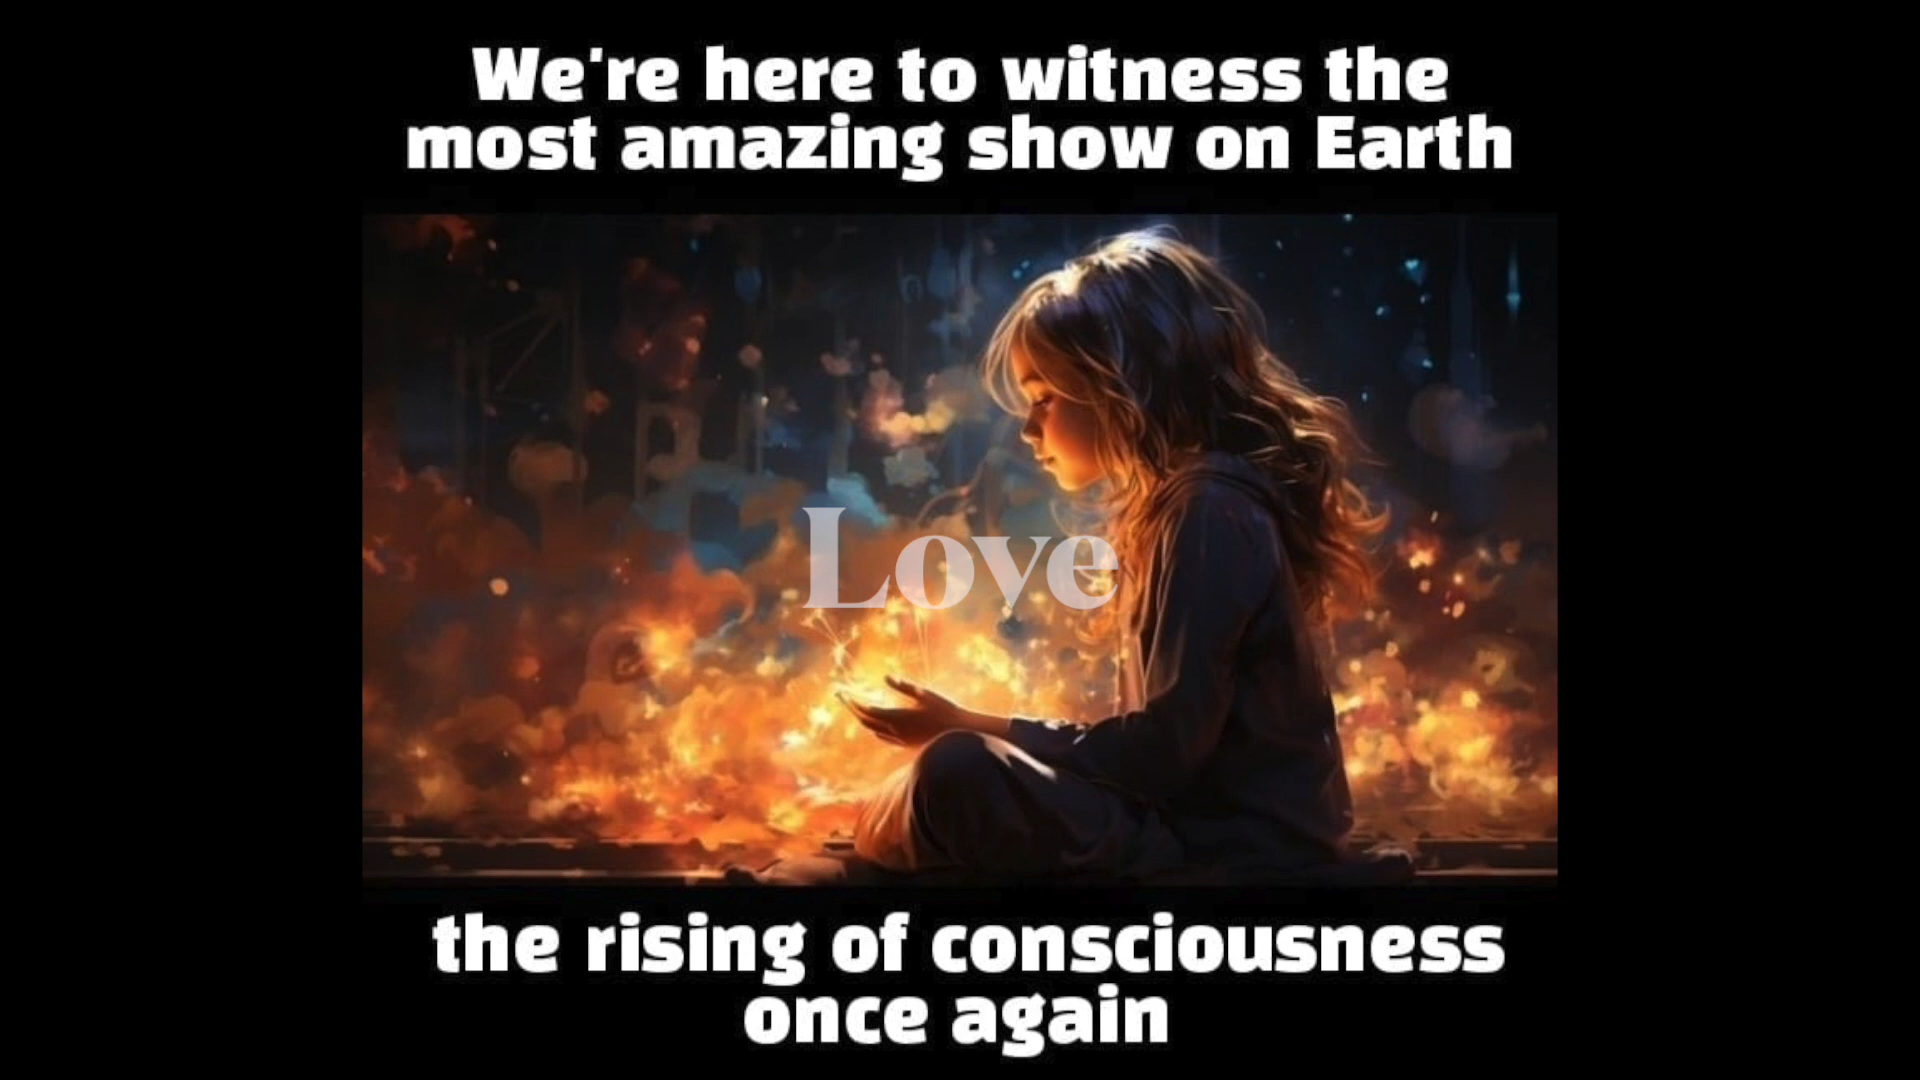 We're here to witness the
most amazing show on Earth
Love
the rising of consciousness
once again